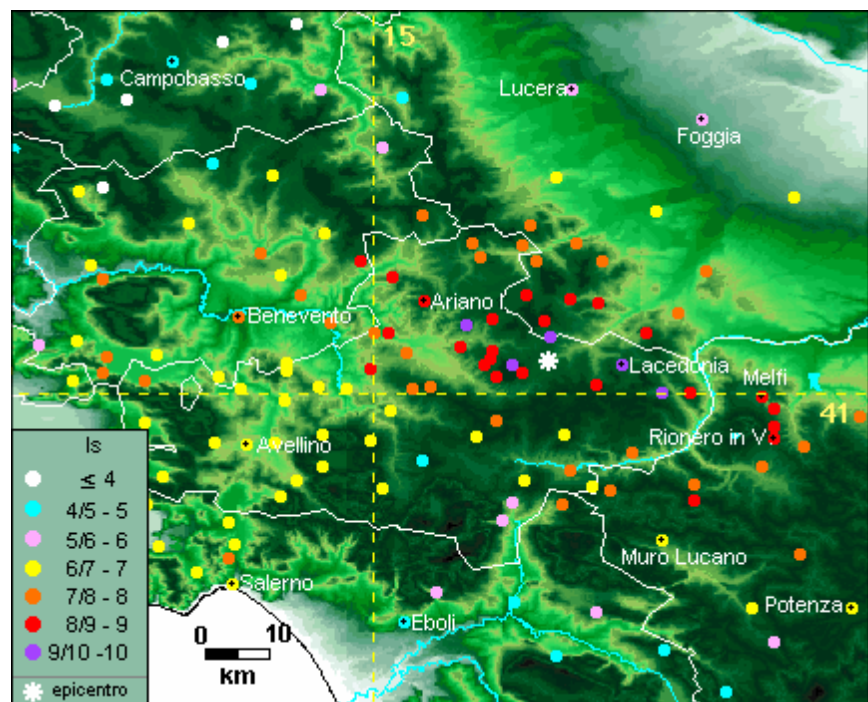 15
Campobasso
Lucera
Foggia
Ariano I.
Benevento
Lacedonia
Melfi
41
Rionero in V.
Avellino
Is
≤ 4
4/5 - 5
5/6 - 6
6/7 - 7
7/8 - 8
8/9 - 9
9/10 -10
epicentro
Muro Lucano
Salerno
Potenza
Eboli
0 10
km